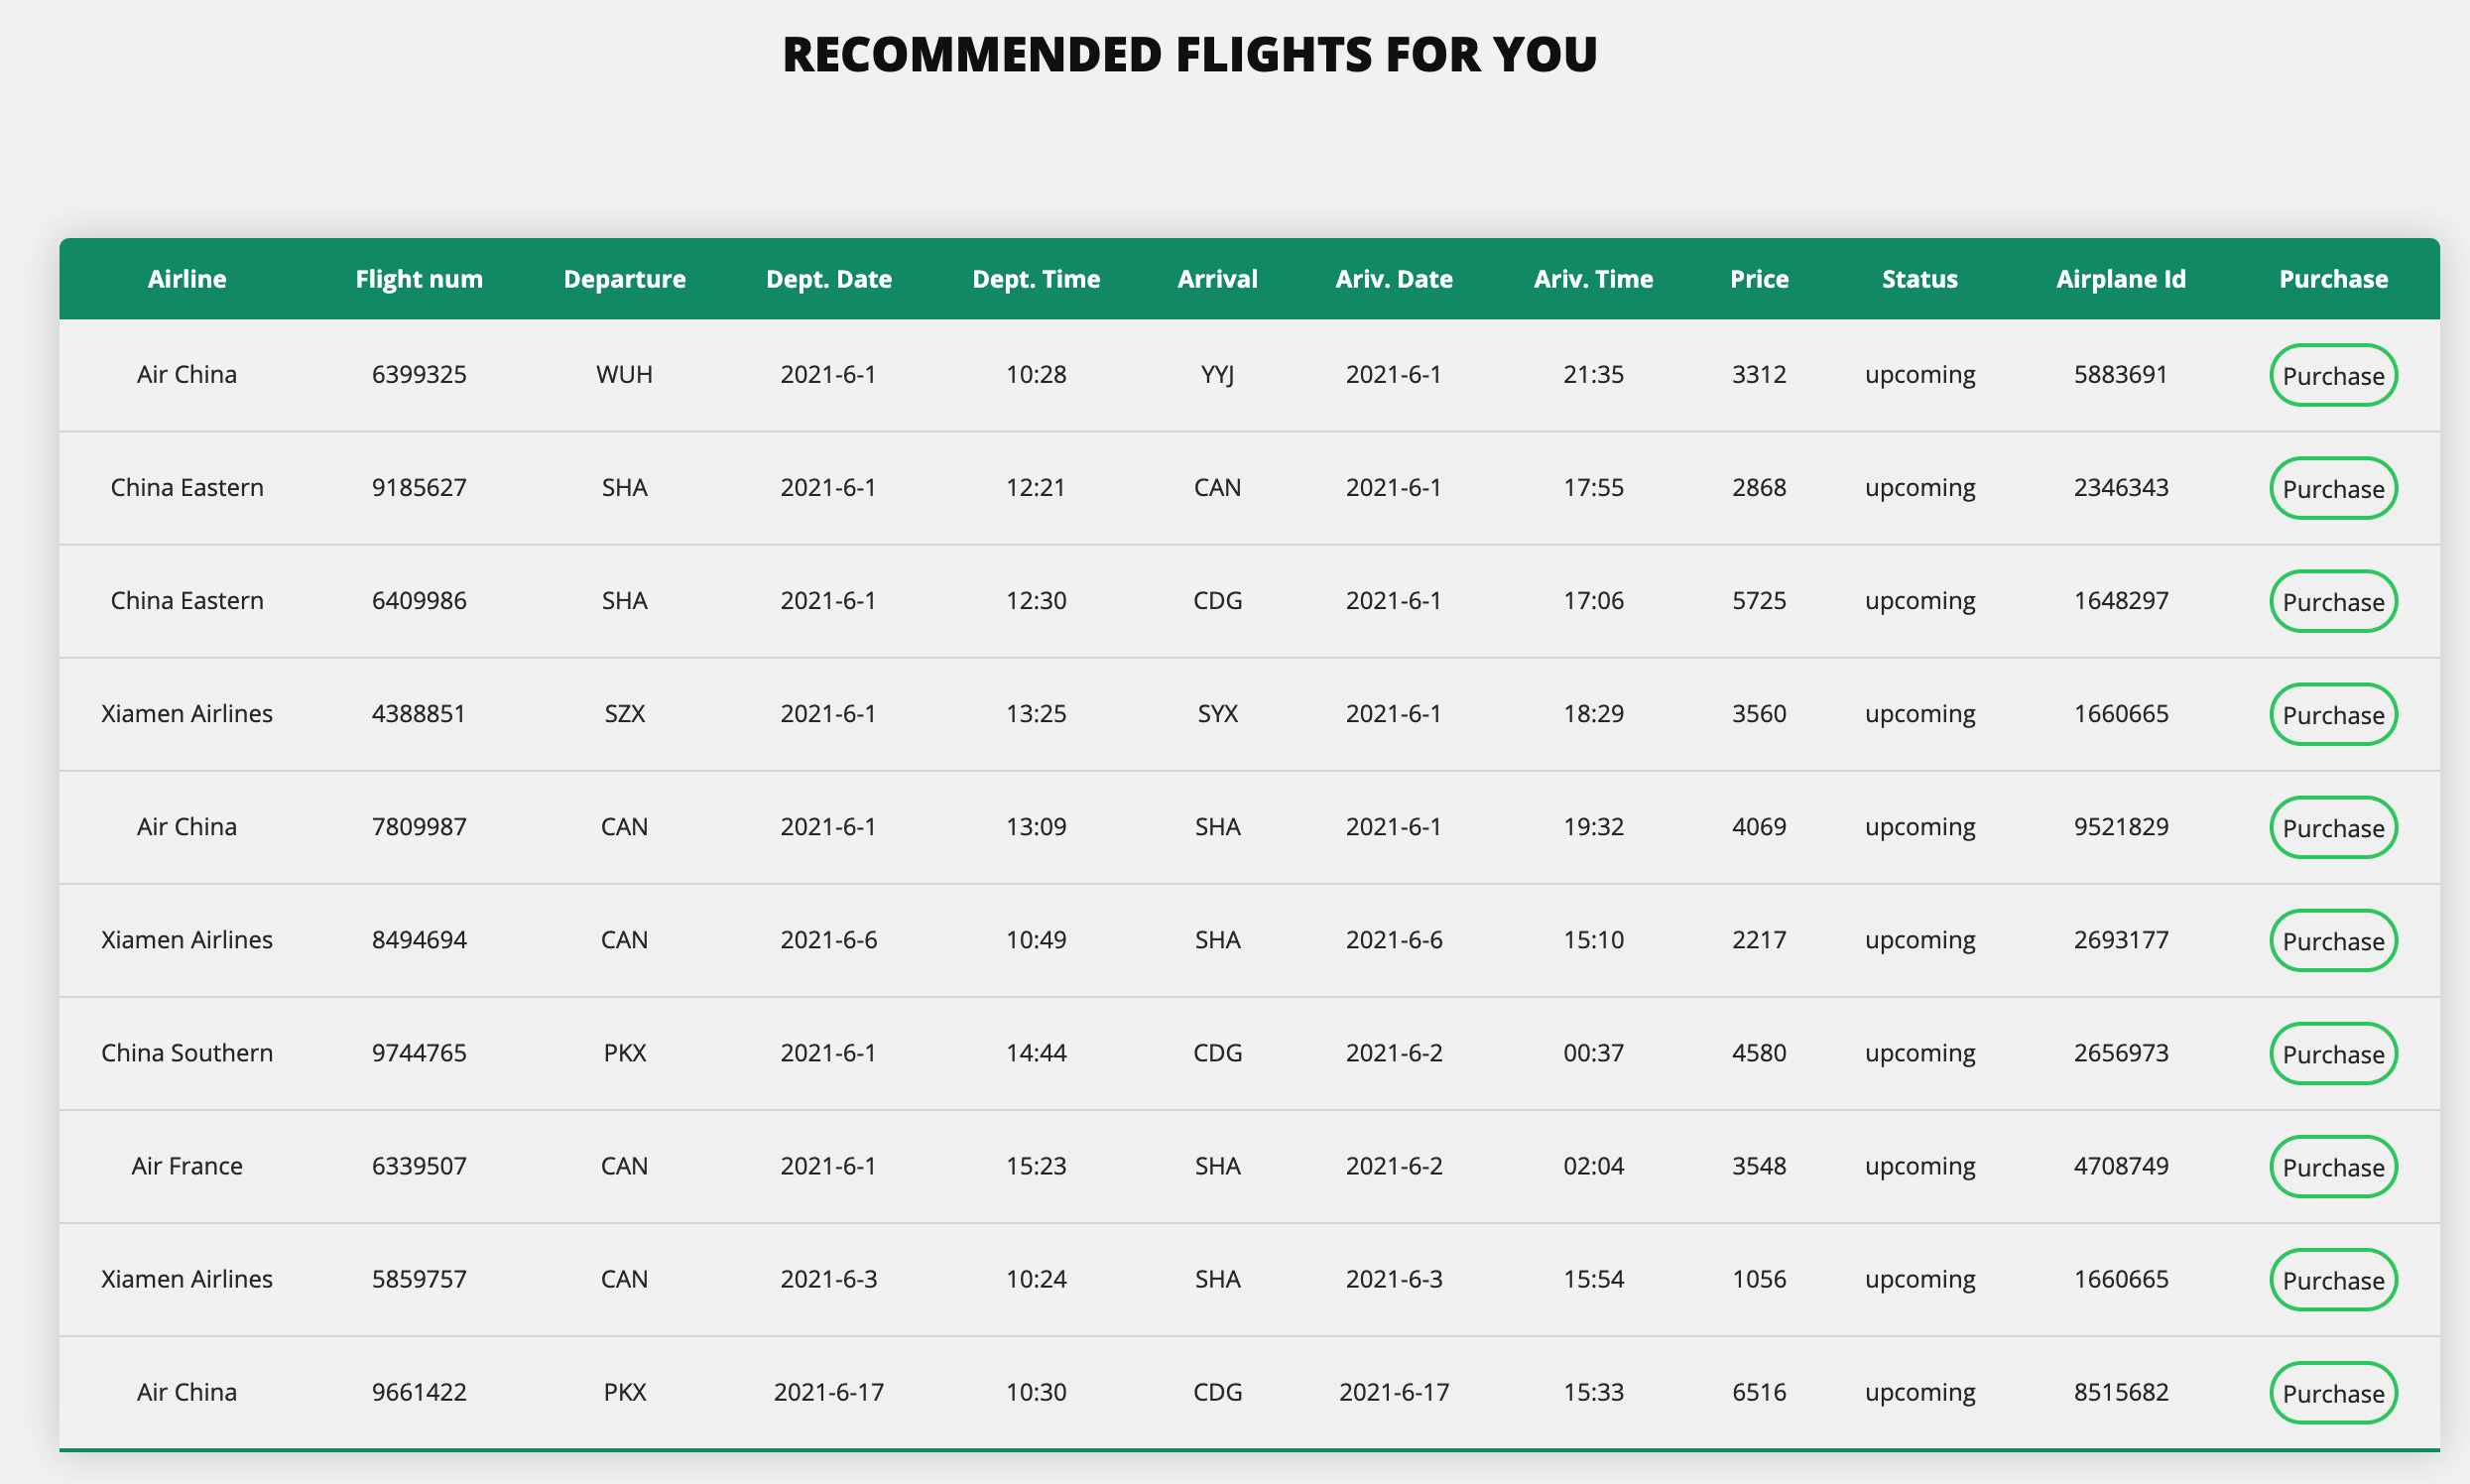 RECOMMENDED FLIGHTS FOR YOU
Airline Flight num Departure Dept. Date Dept. Time Arrival Ariv. Date Ariv. Time Price Status Airplane Id Purchase
Air China 6399325 WUH 2021-6-1 10:28 YYJ 2021-6-1 21:35 3312 upcoming 5883691 Purchase
China Eastern 9185627 SHA 2021-6-1 12:21 CAN 2021-6-1 17:55 2868 upcoming 2346343 Purchase
China Eastern 6409986 SHA 2021-6-1 12:30 CDG 2021-6-1 17:06 5725 upcoming 1648297 Purchase
Xiamen Airlines 4388851 SZX 2021-6-1 13:25 SYX 2021-6-1 18:29 3560 upcoming 1660665 Purchase
Air China 7809987 CAN 2021-6-1 13:09 SHA 2021-6-1 19:32 4069 upcoming 9521829 Purchase
Xiamen Airlines 8494694 CAN 2021-6-6 10:49 SHA 2021-6-6 15:10 2217 upcoming 2693177 Purchase
China Southern 9744765 PKX 2021-6-1 14:44 CDG 2021-6-2 00:37 4580 upcoming 2656973 Purchase
Air France 6339507 CAN 2021-6-1 15:23 SHA 2021-6-2 02:04 3548 upcoming 4708749 Purchase
Xiamen Airlines 5859757 CAN 2021-6-3 10:24 SHA 2021-6-3 15:54 1056 upcoming 1660665 Purchase
Air China 9661422 PKX 2021-6-17 10:30 CDG 2021-6-17 15:33 6516 upcoming 8515682 Purchase